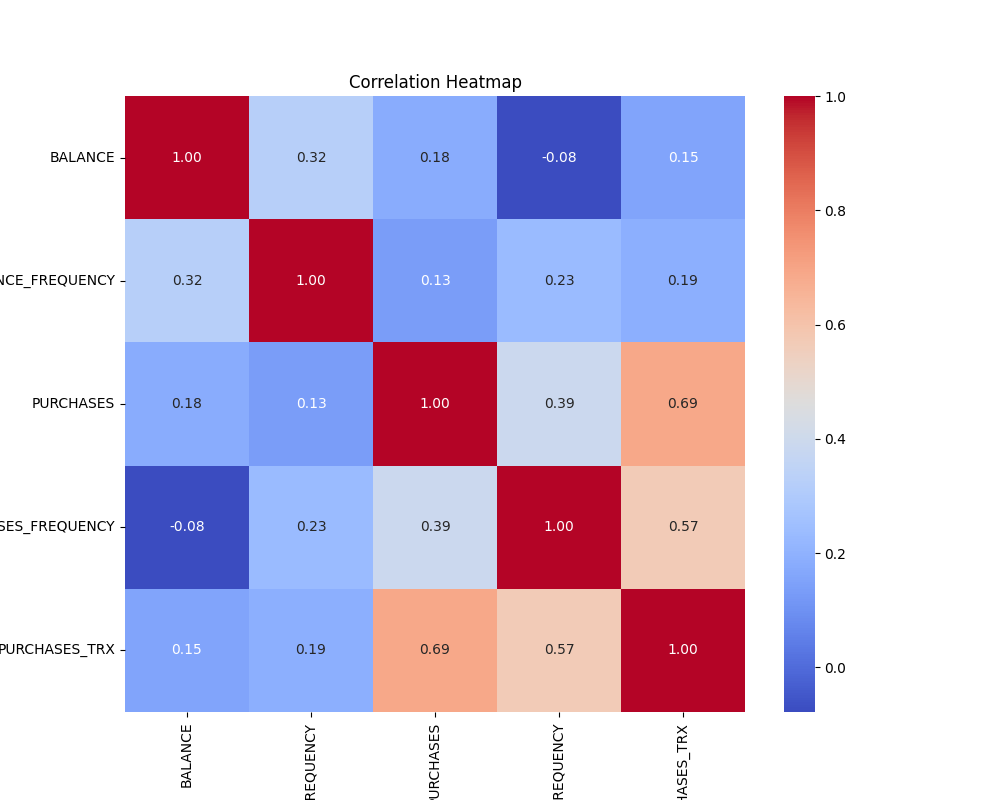 Correlation Heatmap
BALANCE 1.00 0.32 0.18 -0.08 0.15
NCE_FREQUENCY 0.32 1.00 0.13 0.23 0.19
PURCHASES 0.18 0.13 1.00 0.39 0.69
SES_FREQUENCY -0.08 0.23 0.39 1.00 0.57
PURCHASES_TRX 0.15 0.19 0.69 0.57 1.00
BALANCE REQUENCY URCHASES REQUENCY HASES_TRX
1.0
0.8
0.6
0.4
0.2
0.0